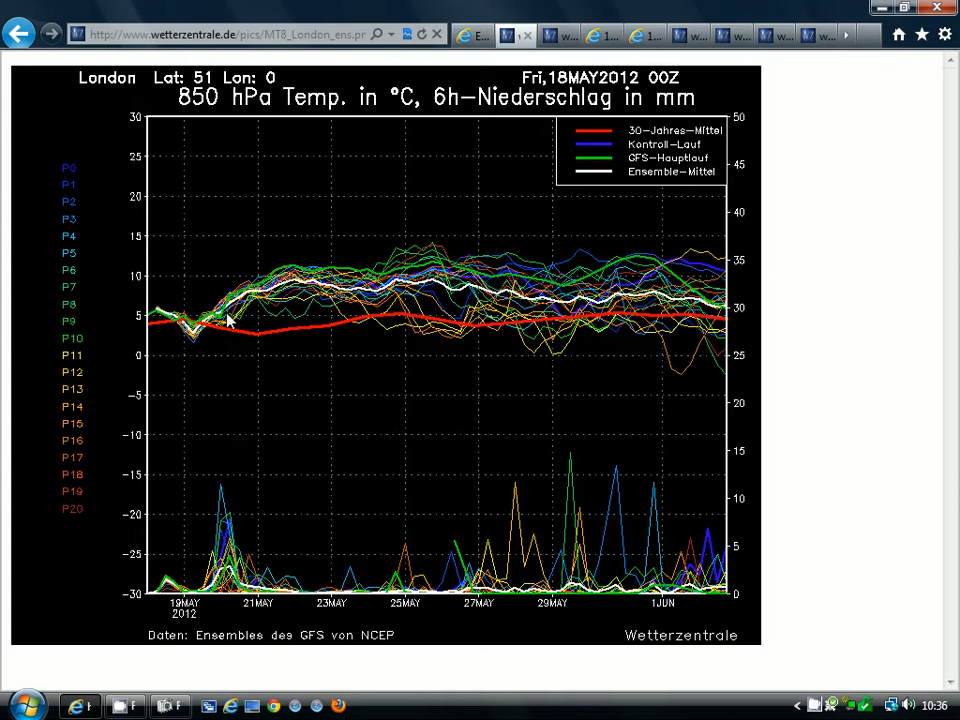 http://www.wetterzentrale.de/pics/MT8_London_ens.pr
E...
w...
1...
1...
w...
w...
w...
w...
London Lat: 51 Lon: 0
Fri,18MAY2012 00Z
850 hPa Temp. in °C, 6h-Niederschlag in mm
30-Jahres-Mittel
Kontroll-Lauf
GFS-Hauptlauf
Ensemble-Mittel
P0
P1
P2
P3
P4
P5
P6
P7
P8
P9
P10
P11
P12
P13
P14
P15
P16
P17
P18
P19
P20
30
25
20
15
10
5
0
-5
-10
-15
-20
-25
-30
50
45
40
35
30
25
20
15
10
5
0
19MAY
2012
21MAY
23MAY
25MAY
27MAY
29MAY
1JUN
Daten: Ensembles des GFS von NCEP
Wetterzentrale
10:36